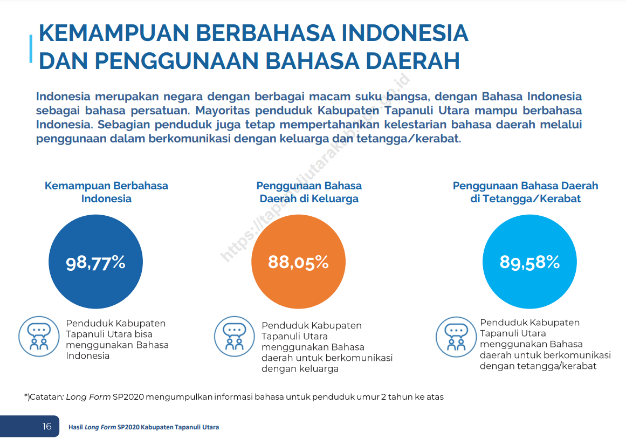 KEMAMPUAN BERBAHASA INDONESIA
DAN PENGGUNAAN BAHASA DAERAH
Indonesia merupakan negara dengan berbagai macam suku bangsa, dengan Bahasa Indonesia
sebagai bahasa persatuan. Mayoritas penduduk Kabupaten Tapanuli Utara mampu berbahasa
Indonesia. Sebagian penduduk juga tetap mempertahankan kelestarian bahasa daerah melalui
penggunaan dalam berkomunikasi dengan keluarga dan tetangga/kerabat.
Kemampuan Berbahasa
Indonesia
98,77%
Penduduk Kabupaten
Tapanuli Utara bisa
menggunakan Bahasa
Indonesia
Penggunaan Bahasa
Daerah di Keluarga
88,05%
Penduduk Kabupaten
Tapanuli Utara
menggunakan Bahasa
daerah untuk berkomunikasi
dengan keluarga
Penggunaan Bahasa Daerah
di Tetangga/Kerabat
89,58%
Penduduk Kabupaten
Tapanuli Utara
menggunakan Bahasa
daerah untuk berkomunikasi
dengan tetangga/kerabat
*)Catatan: Long Form SP2020 mengumpulkan informasi bahasa untuk penduduk umur 2 tahun ke atas
16 Hasil Long Form SP2020 Kabupaten Tapanuli Utara